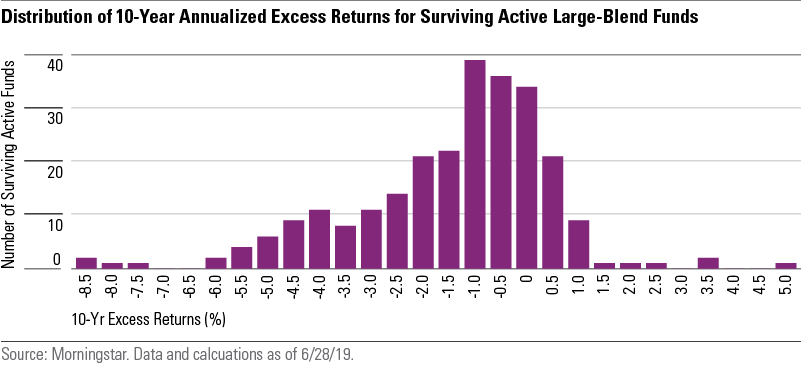 Distribution of 10-Year Annualized Excess Returns for Surviving Active Large-Blend Funds
Number of Surviving Active Funds
40
30
20
10
0
-8.5 -8.0 -7.5 -7.0 -6.5 -6.0 -5.5 -5.0 -4.5 -4.0 -3.5 -3.0 -2.5 -2.0 -1.5 -1.0 -0.5 0 0.5 1.0 1.5 2.0 2.5 3.0 3.5 4.0 4.5 5.0
10-Yr Excess Returns (%)
Source: Morningstar. Data and calcuations as of 6/28/19.